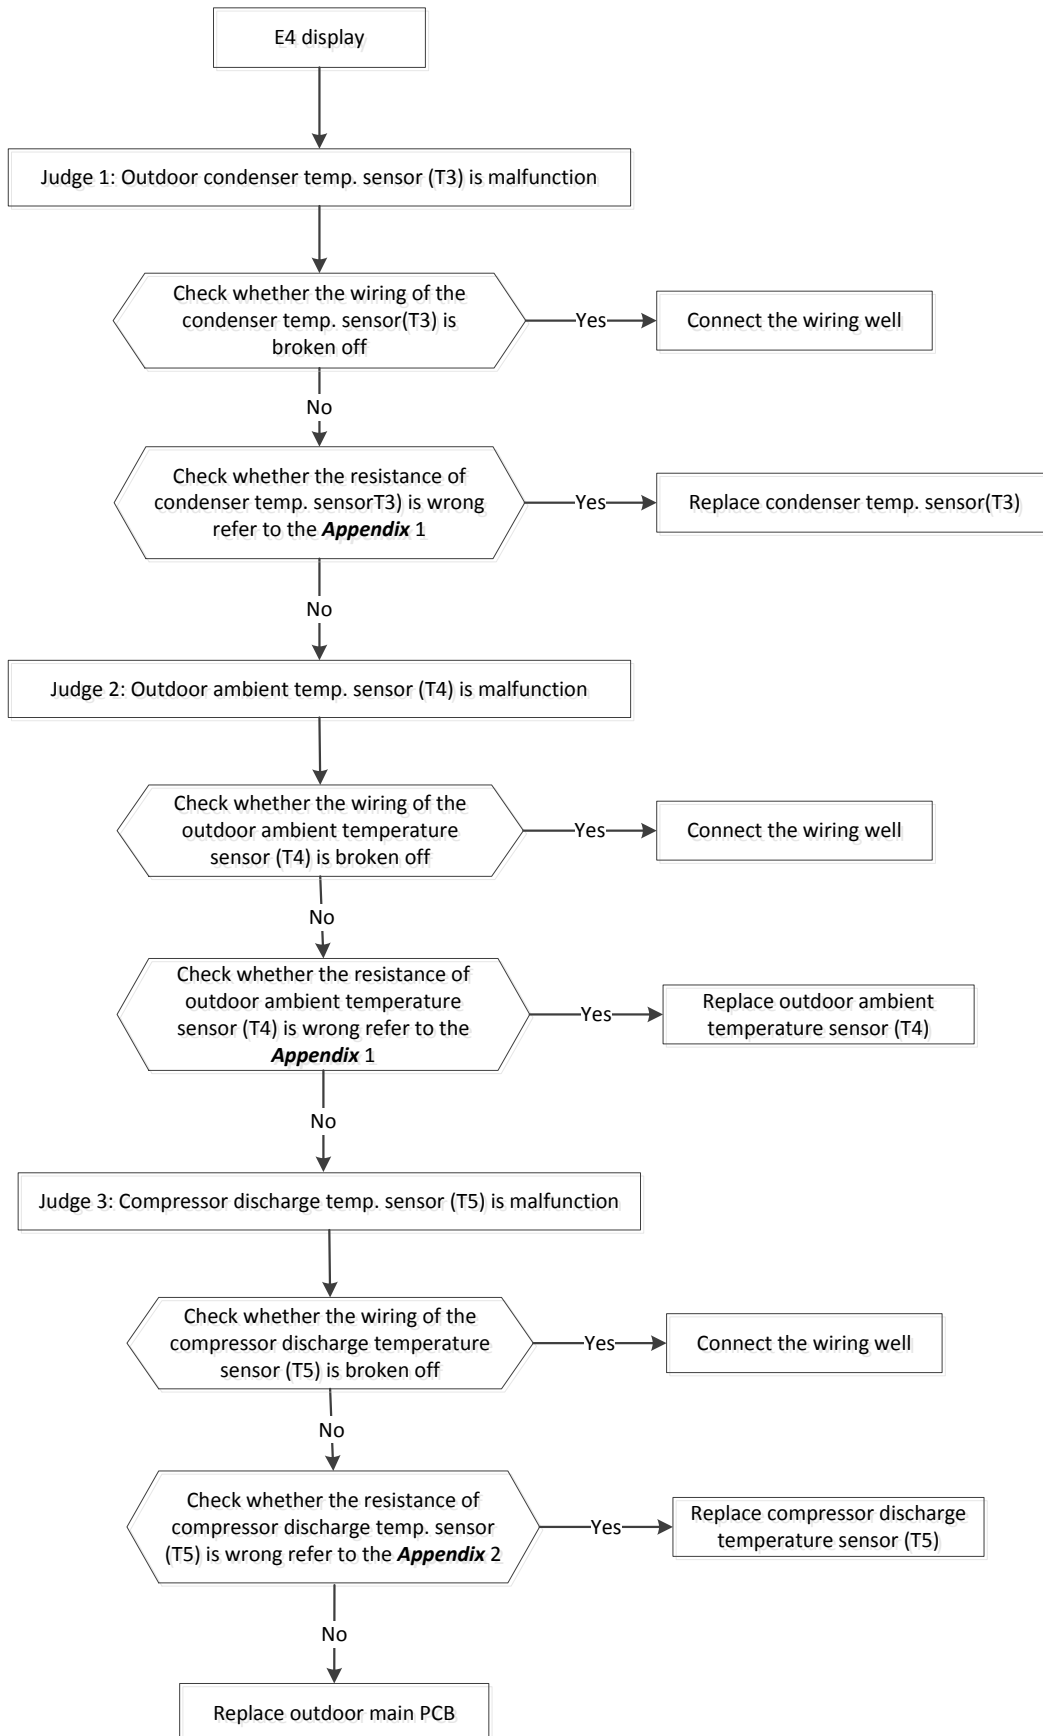 E4 display
Judge 1: Outdoor condenser temp. sensor (T3) is malfunction
Check whether the wiring of the
condenser temp. sensor(T3) is
broken off
Yes
Connect the wiring well
No
Check whether the resistance of
condenser temp. sensorT3) is wrong
refer to the Appendix 1
Yes
Replace condenser temp. sensor(T3)
No
Judge 2: Outdoor ambient temp. sensor (T4) is malfunction
Check whether the wiring of the
outdoor ambient temperature
sensor (T4) is broken off
Yes
Connect the wiring well
No
Check whether the resistance of
outdoor ambient temperature
sensor (T4) is wrong refer to the
Appendix 1
Yes
Replace outdoor ambient
temperature sensor (T4)
No
Judge 3: Compressor discharge temp. sensor (T5) is malfunction
Check whether the wiring of the
compressor discharge temperature
sensor (T5) is broken off
Yes
Connect the wiring well
No
Check whether the resistance of
compressor discharge temp. sensor
(T5) is wrong refer to the Appendix 2
Yes
Replace compressor discharge
temperature sensor (T5)
No
Replace outdoor main PCB